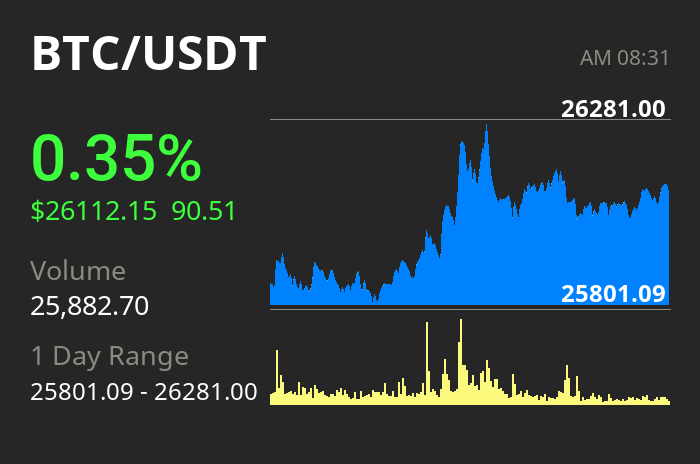 BTC/USDT
AM 08:31
26281.00
0.35%
$26112.15 90.51
Volume
25,882.70
25801.09
1 Day Range
25801.09 - 26281.00